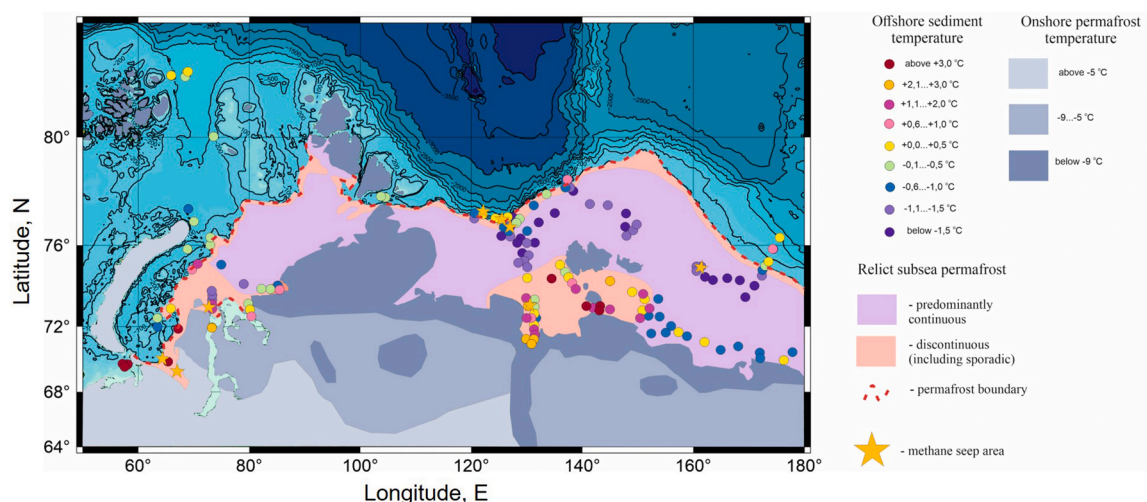 Offshore sediment
temperature
above +3,0 °C
+2,1...+3,0 °C
+1,1...+2,0 °C
+0,6...+1,0 °C
+0,0...+0,5 °C
-0,1...-0,5 °C
-0,6...-1,0 °C
-1,1...-1,5 °C
below -1,5 °C
Onshore permafrost
temperature
above -5 °C
-9...-5 °C
below -9 °C
Relict subsea permafrost
- predominantly
continuous
- discontinuous
(including sporadic)
- permafrost boundary
- methane seep area
Latitude, N
80°
76°
72°
68°
64°
60°
80°
100°
120°
140°
160°
180°
Longitude, E